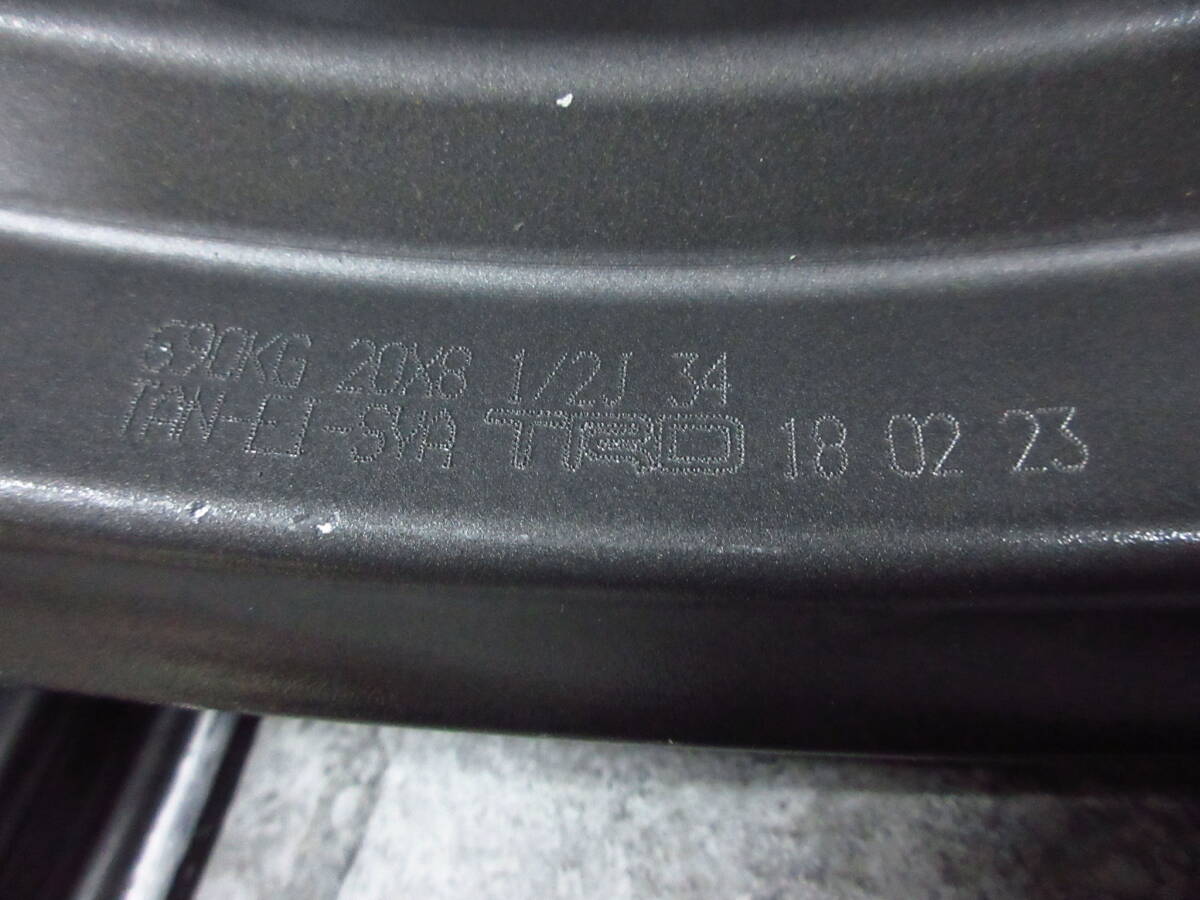 690KG 20X8 1/2J 34
TAN-EI-SYA TRD 18 02 23